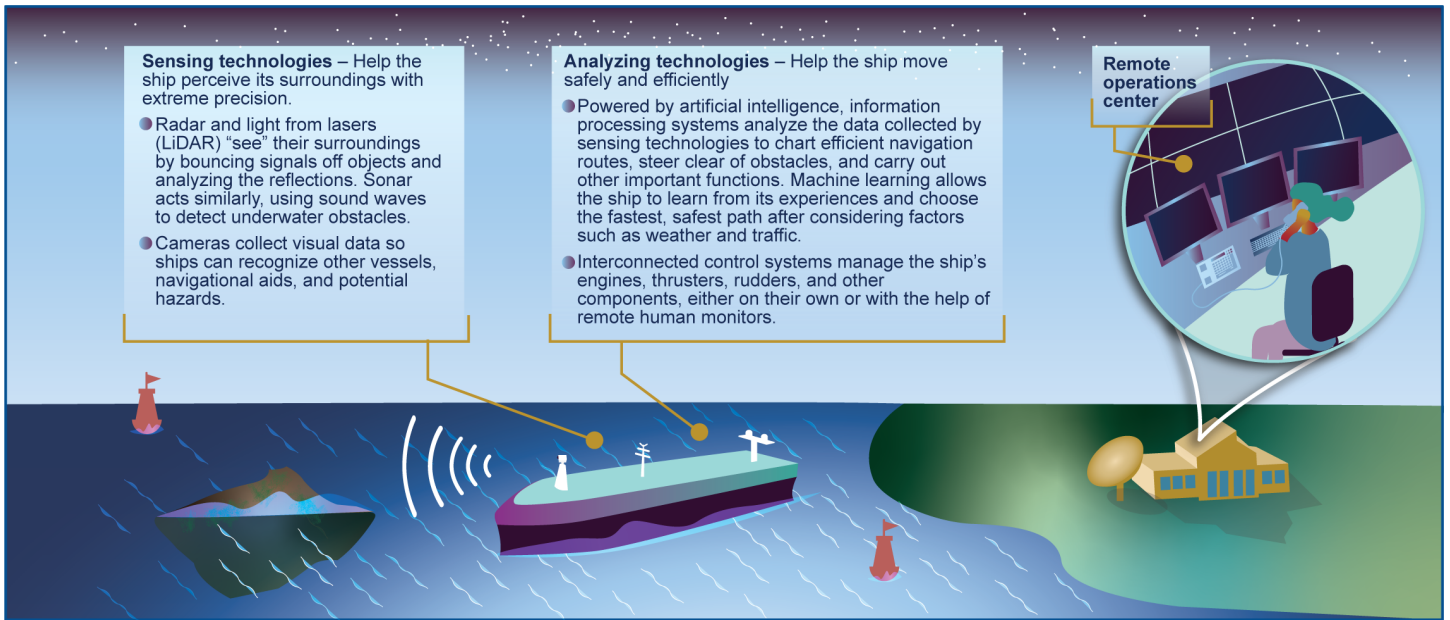 Sensing technologies – Help the
ship perceive its surroundings with
extreme precision.
Radar and light from lasers
(LiDAR) “see” their surroundings
by bouncing signals off objects and
analyzing the reflections. Sonar
acts similarly, using sound waves
to detect underwater obstacles.
Cameras collect visual data so
ships can recognize other vessels,
navigational aids, and potential
hazards.
Analyzing technologies – Help the ship move
safely and efficiently
Powered by artificial intelligence, information
processing systems analyze the data collected by
sensing technologies to chart efficient navigation
routes, steer clear of obstacles, and carry out
other important functions. Machine learning allows
the ship to learn from its experiences and choose
the fastest, safest path after considering factors
such as weather and traffic.
Interconnected control systems manage the ship’s
engines, thrusters, rudders, and other
components, either on their own or with the help of
remote human monitors.
Remote
operations
center